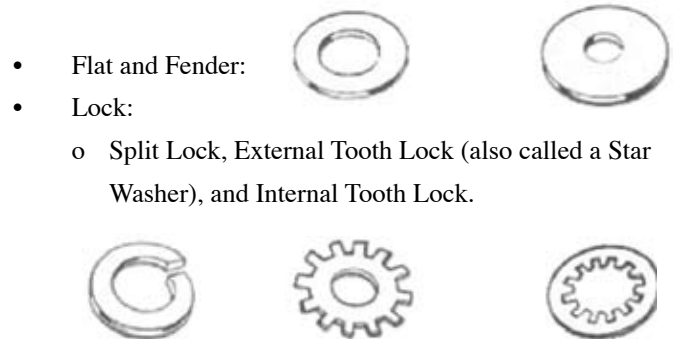 • Flat and Fender:
• Lock:
o Split Lock, External Tooth Lock (also called a Star
Washer), and Internal Tooth Lock.